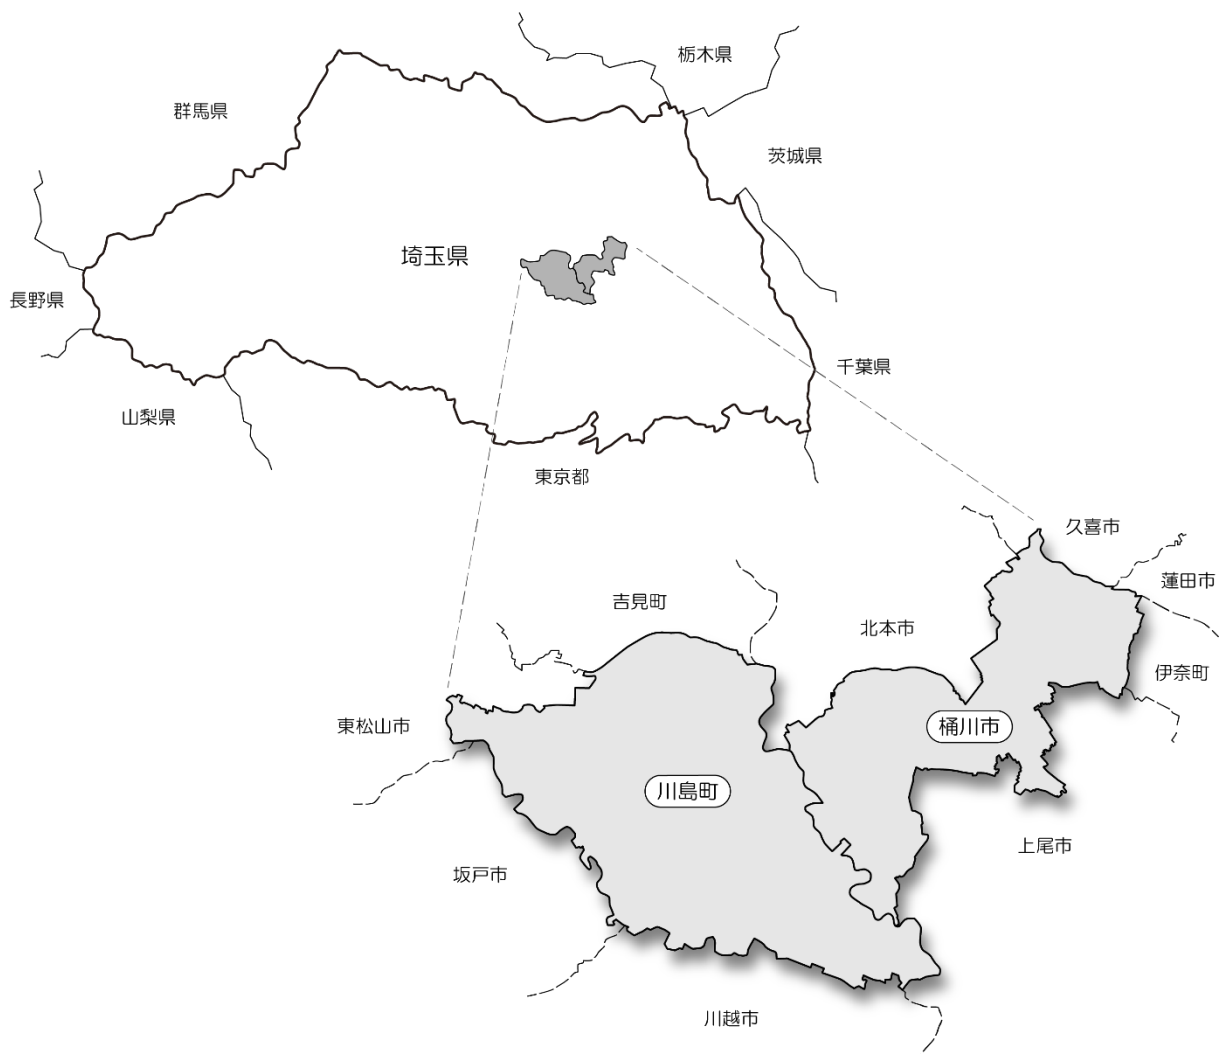 栃木県
群馬県
茨城県
埼玉県
長野県
千葉県
山梨県
東京都
久喜市
蓮田市
吉見町
北本市
伊奈町
東松山市
桶川市
川島町
上尾市
坂戸市
川越市